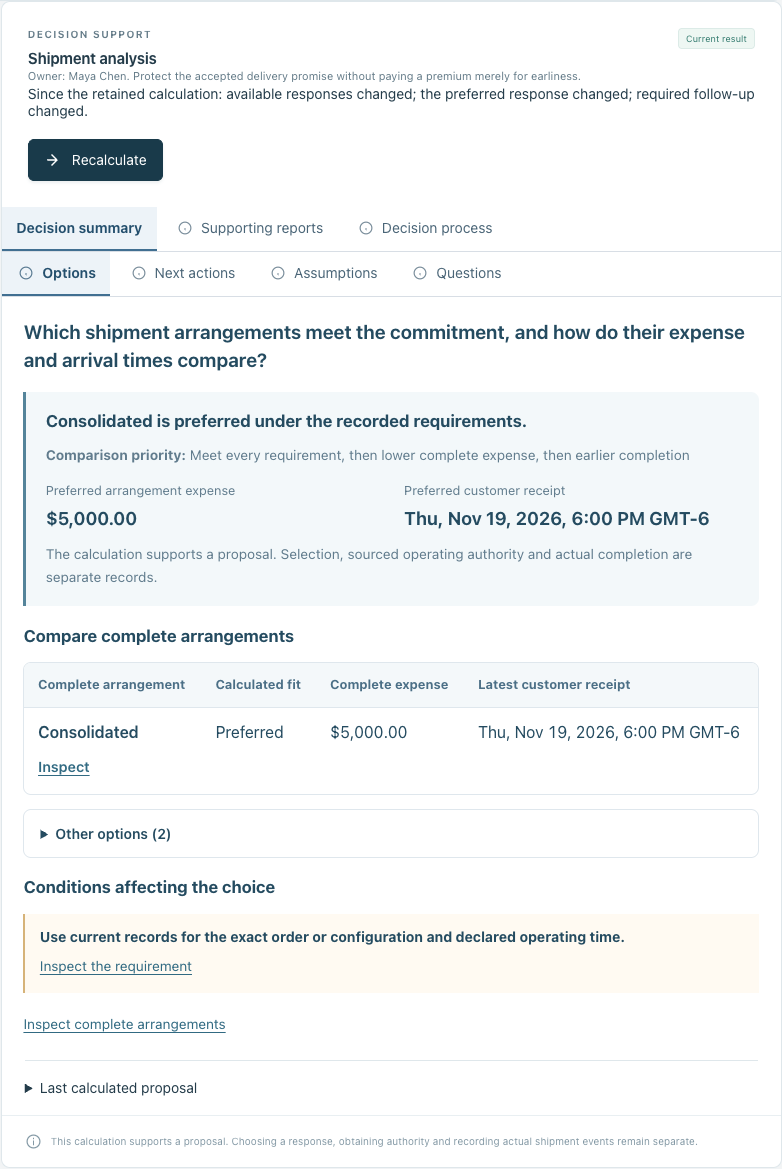 DECISION SUPPORT
Current result
Shipment analysis
Owner: Maya Chen. Protect the accepted delivery promise without paying a premium merely for earliness.
Since the retained calculation: available responses changed; the preferred response changed; required follow-up
changed.
Recalculate
Decision summary Supporting reports Decision process
Options Next actions Assumptions Questions
Which shipment arrangements meet the commitment, and how do their expense
and arrival times compare?
Consolidated is preferred under the recorded requirements.
Comparison priority: Meet every requirement, then lower complete expense, then earlier completion
Preferred arrangement expense Preferred customer receipt
$5,000.00 Thu, Nov 19, 2026, 6:00 PM GMT-6
The calculation supports a proposal. Selection, sourced operating authority and actual completion are
separate records.
Compare complete arrangements
Complete arrangement Calculated fit Complete expense Latest customer receipt
Consolidated Preferred $5,000.00 Thu, Nov 19, 2026, 6:00 PM GMT-6
Inspect
Other options (2)
Conditions affecting the choice
Use current records for the exact order or configuration and declared operating time.
Inspect the requirement
Inspect complete arrangements
Last calculated proposal
This calculation supports a proposal. Choosing a response, obtaining authority and recording actual shipment events remain separate.